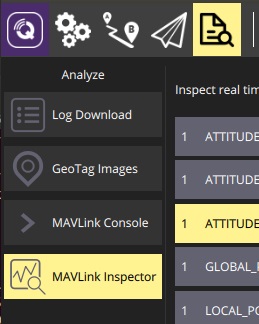 Analyze
Log Download
GeoTag Images
MAVLink Console
MAVLink Inspector
Inspect real tim
1 ATTITUDE
1 ATTITUDE
1 ATTITUDE
1 GLOBAL_P
1 LOCAL_PO